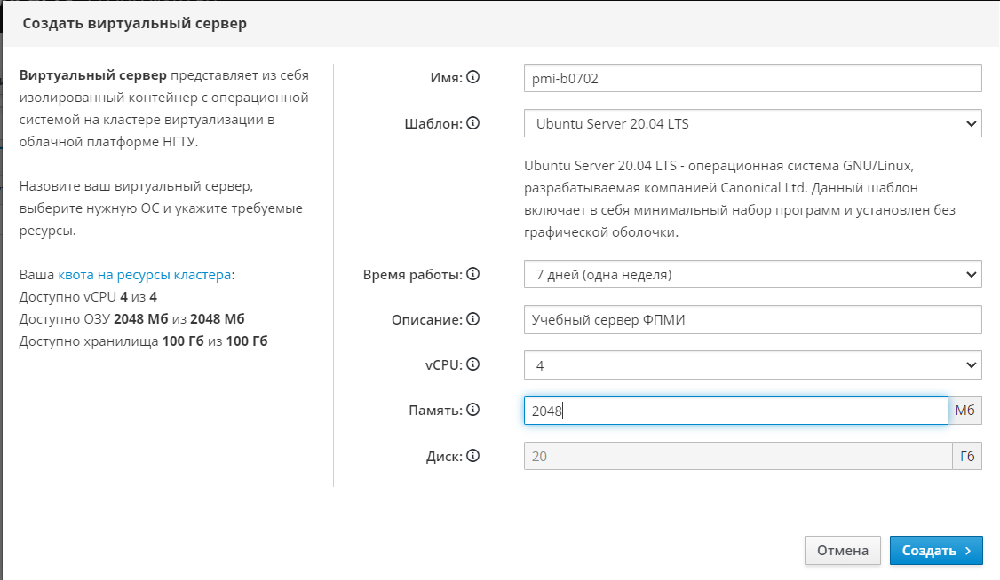 Создать виртуальный сервер
Виртуальный сервер представляет из себя
изолированный контейнер с операционной
системой на кластере виртуализации в
облачной платформе НГТУ.
Назовите ваш виртуальный сервер,
выберите нужную ОС и укажите требуемые
ресурсы.
Ваша квота на ресурсы кластера:
Доступно vCPU 4 из 4
Доступно ОЗУ 2048 Мб из 2048 Мб
Доступно хранилища 100 Гб из 100 Гб
Имя: pmi-b0702
Шаблон: Ubuntu Server 20.04 LTS
Ubuntu Server 20.04 LTS - операционная система GNU/Linux,
разрабатываемая компанией Canonical Ltd. Данный шаблон
включает в себя минимальный набор программ и установлен без
графической оболочки.
Время работы: 7 дней (одна неделя)
Описание: Учебный сервер ФПМИ
vCPU: 4
Память: 2048 Мб
Диск: 20 Гб
Отмена Создать